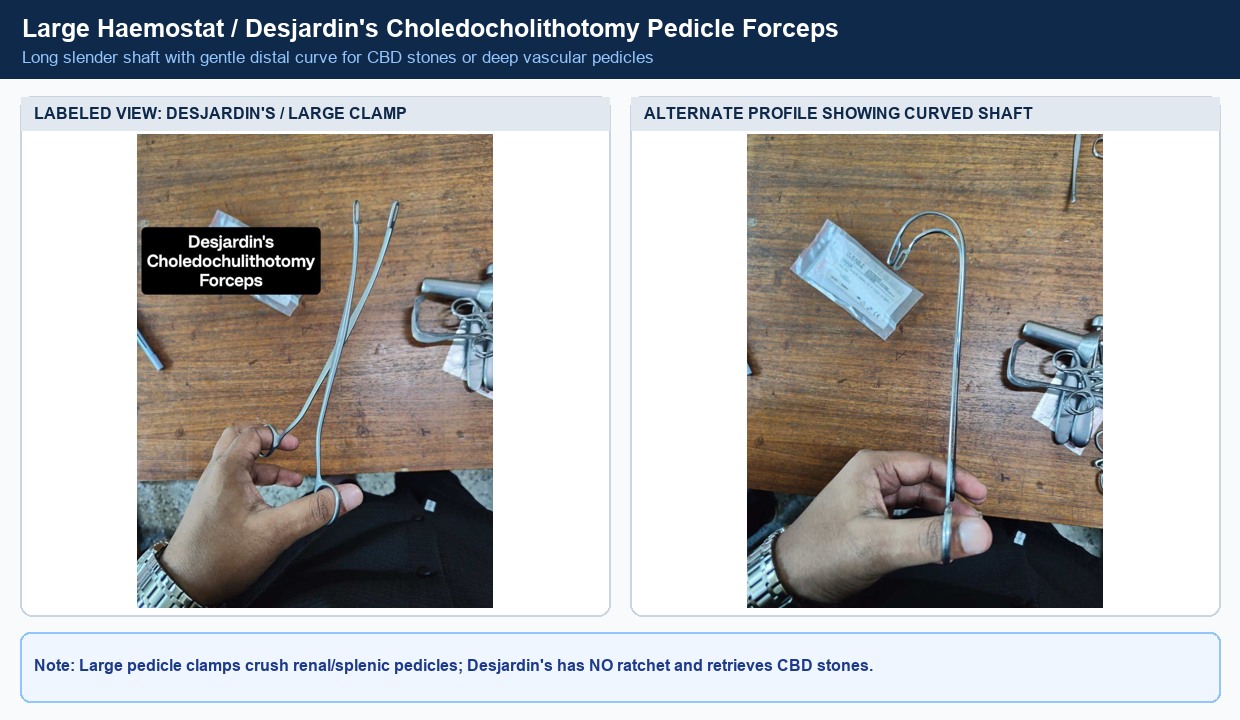 Large Haemostat / Desjardin's Choledocholithotomy Pedicle Forceps
Long slender shaft with gentle distal curve for CBD stones or deep vascular pedicles
LABELED VIEW: DESJARDIN'S / LARGE CLAMP
Desjardin's
Choledochulithotomy
Forceps
ALTERNATE PROFILE SHOWING CURVED SHAFT
Note: Large pedicle clamps crush renal/splenic pedicles; Desjardin's has NO ratchet and retrieves CBD stones.